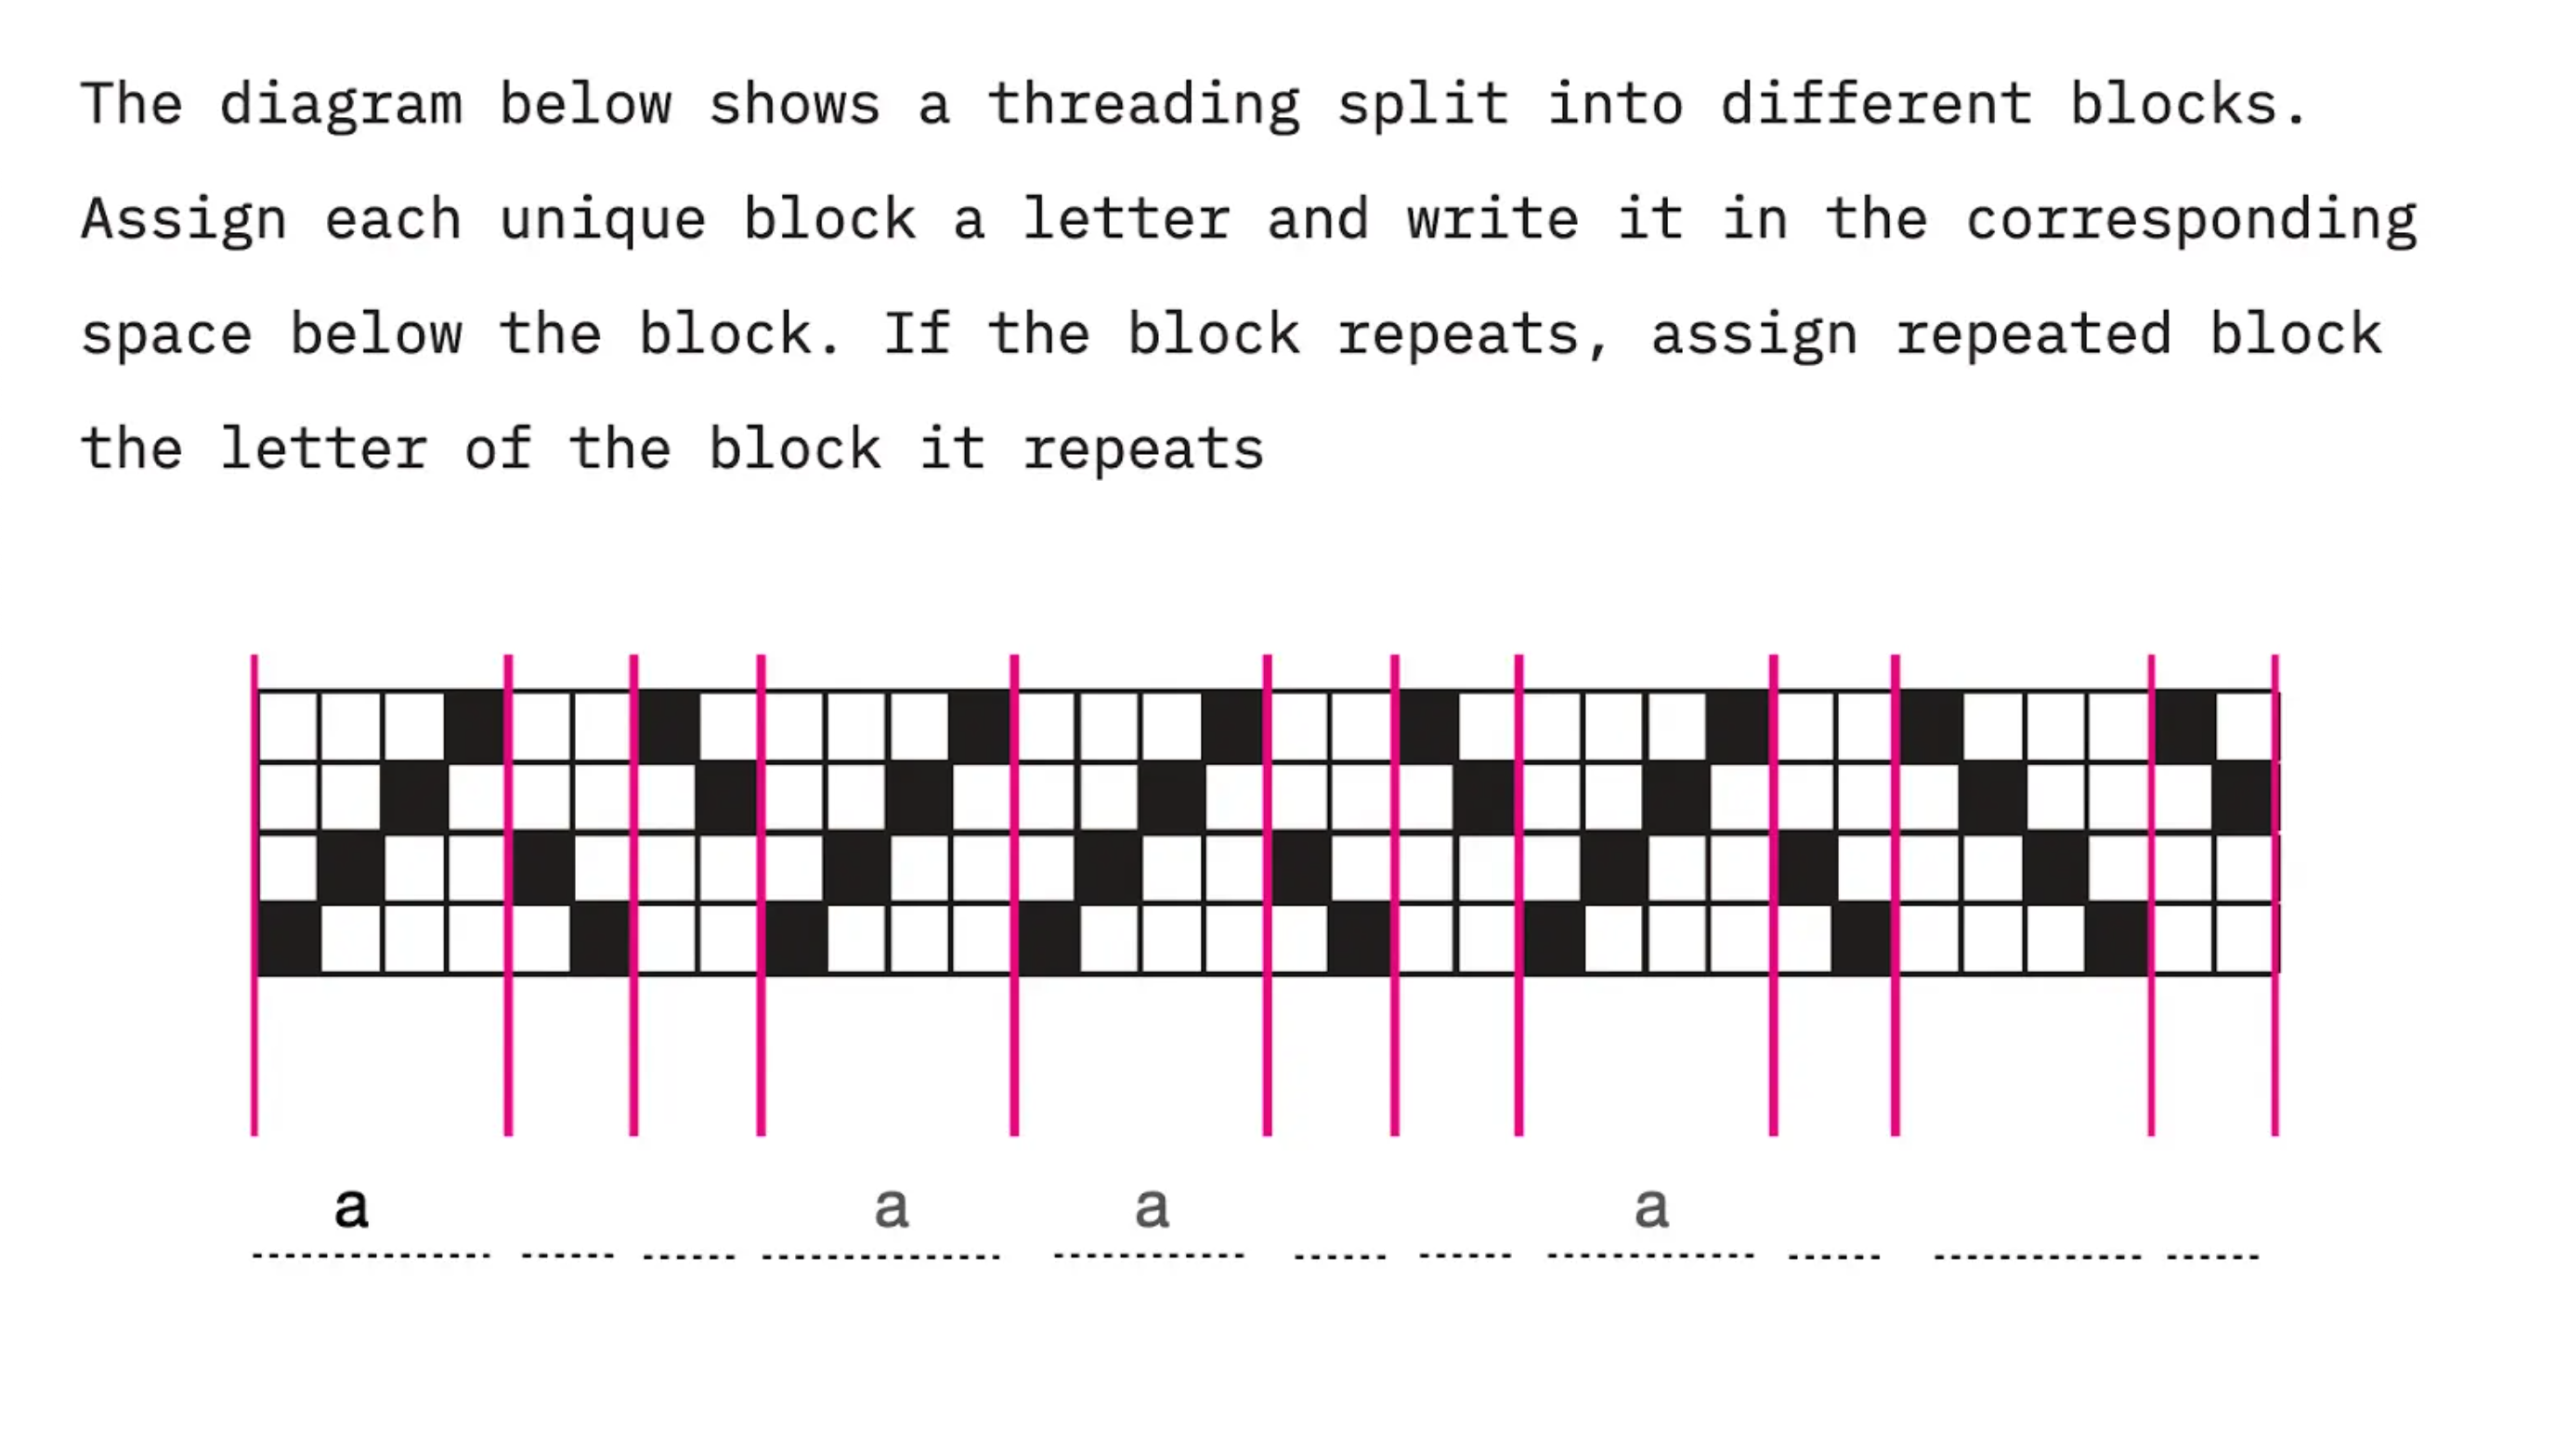 The diagram below shows a threading split into different blocks.
Assign each unique block a letter and write it in the corresponding
space below the block. If the block repeats, assign repeated block
the letter of the block it repeats
a a a a